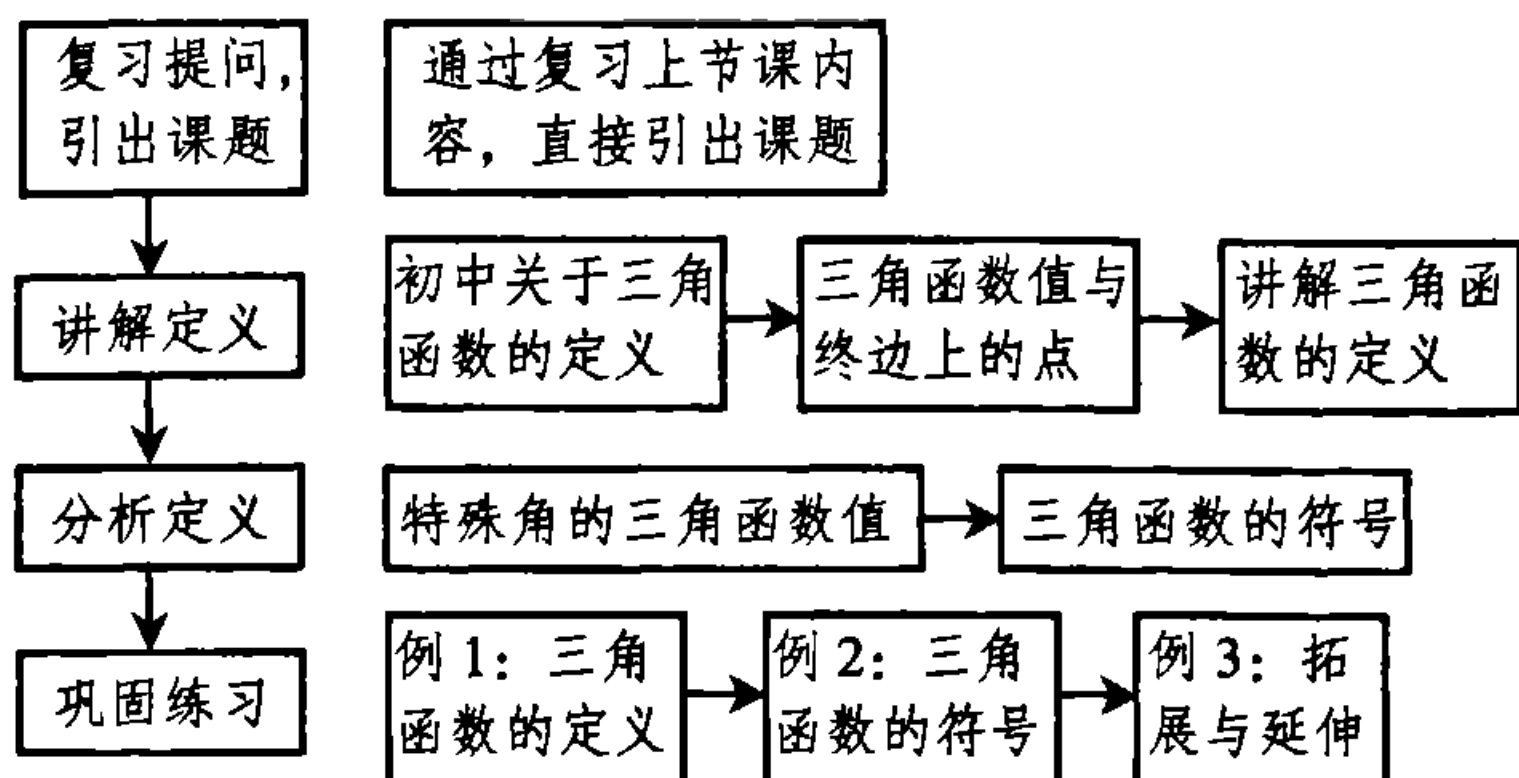 复习提问，
引出课题
通过复习上节课内
容，直接引出课题
讲解定义
初中关于三角
函数的定义
三角函数值与
终边上的点
讲解三角函
数的定义
分析定义
特殊角的三角函数值
三角函数的符号
巩固练习
例 1：三角
函数的定义
例 2：三角
函数的符号
例 3：拓
展与延伸